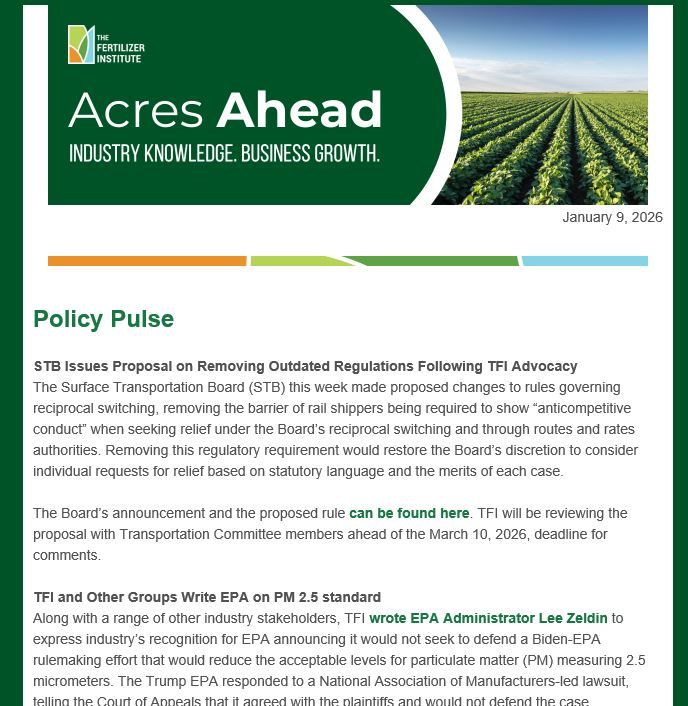 THE
FERTILIZER
INSTITUTE
Acres Ahead
INDUSTRY KNOWLEDGE. BUSINESS GROWTH.
January 9, 2026
Policy Pulse
STB Issues Proposal on Removing Outdated Regulations Following TFI Advocacy
The Surface Transportation Board (STB) this week made proposed changes to rules governing
reciprocal switching, removing the barrier of rail shippers being required to show “anticompetitive
conduct” when seeking relief under the Board’s reciprocal switching and through routes and rates
authorities. Removing this regulatory requirement would restore the Board’s discretion to consider
individual requests for relief based on statutory language and the merits of each case.
The Board’s announcement and the proposed rule can be found here. TFI will be reviewing the
proposal with Transportation Committee members ahead of the March 10, 2026, deadline for
comments.
TFI and Other Groups Write EPA on PM 2.5 standard
Along with a range of other industry stakeholders, TFI wrote EPA Administrator Lee Zeldin to
express industry’s recognition for EPA announcing it would not seek to defend a Biden-EPA
rulemaking effort that would reduce the acceptable levels for particulate matter (PM) measuring 2.5
micrometers. The Trump EPA responded to a National Association of Manufacturers-led lawsuit,
telling the Court of Appeals that it agreed with the plaintiffs and would not defend the case